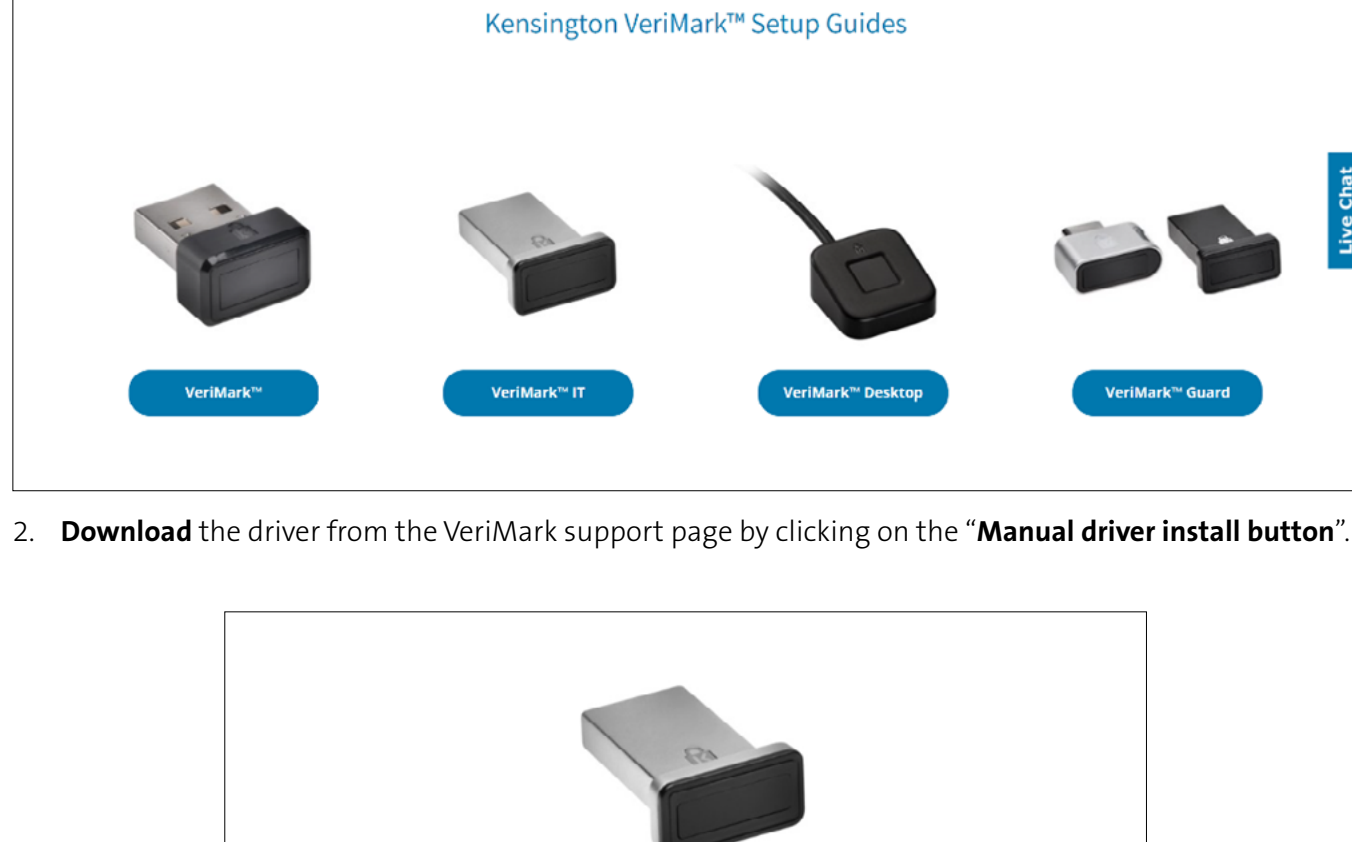 Kensington VeriMark™ Setup Guides
Live Chat
VeriMark™
VeriMark™ IT
VeriMark™ Desktop
VeriMark™ Guard
2. Download the driver from the VeriMark support page by clicking on the “Manual driver install button”.